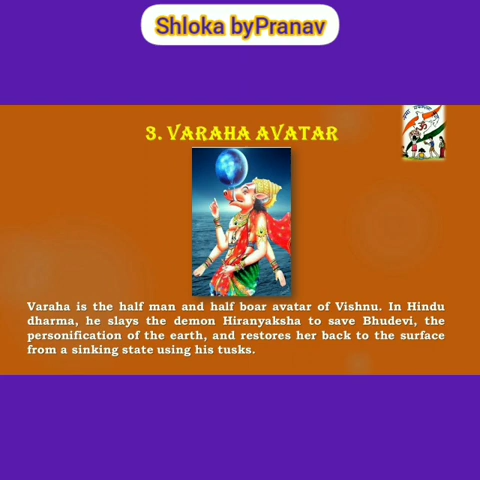 Shloka byPranav
3. VARAHA AVATAR
Varaha is the half man and half boar avatar of Vishnu. In Hindu
dharma, he slays the demon Hiranyaksha to save Bhudevi, the
personification of the earth, and restores her back to the surface
from a sinking state using his tusks.